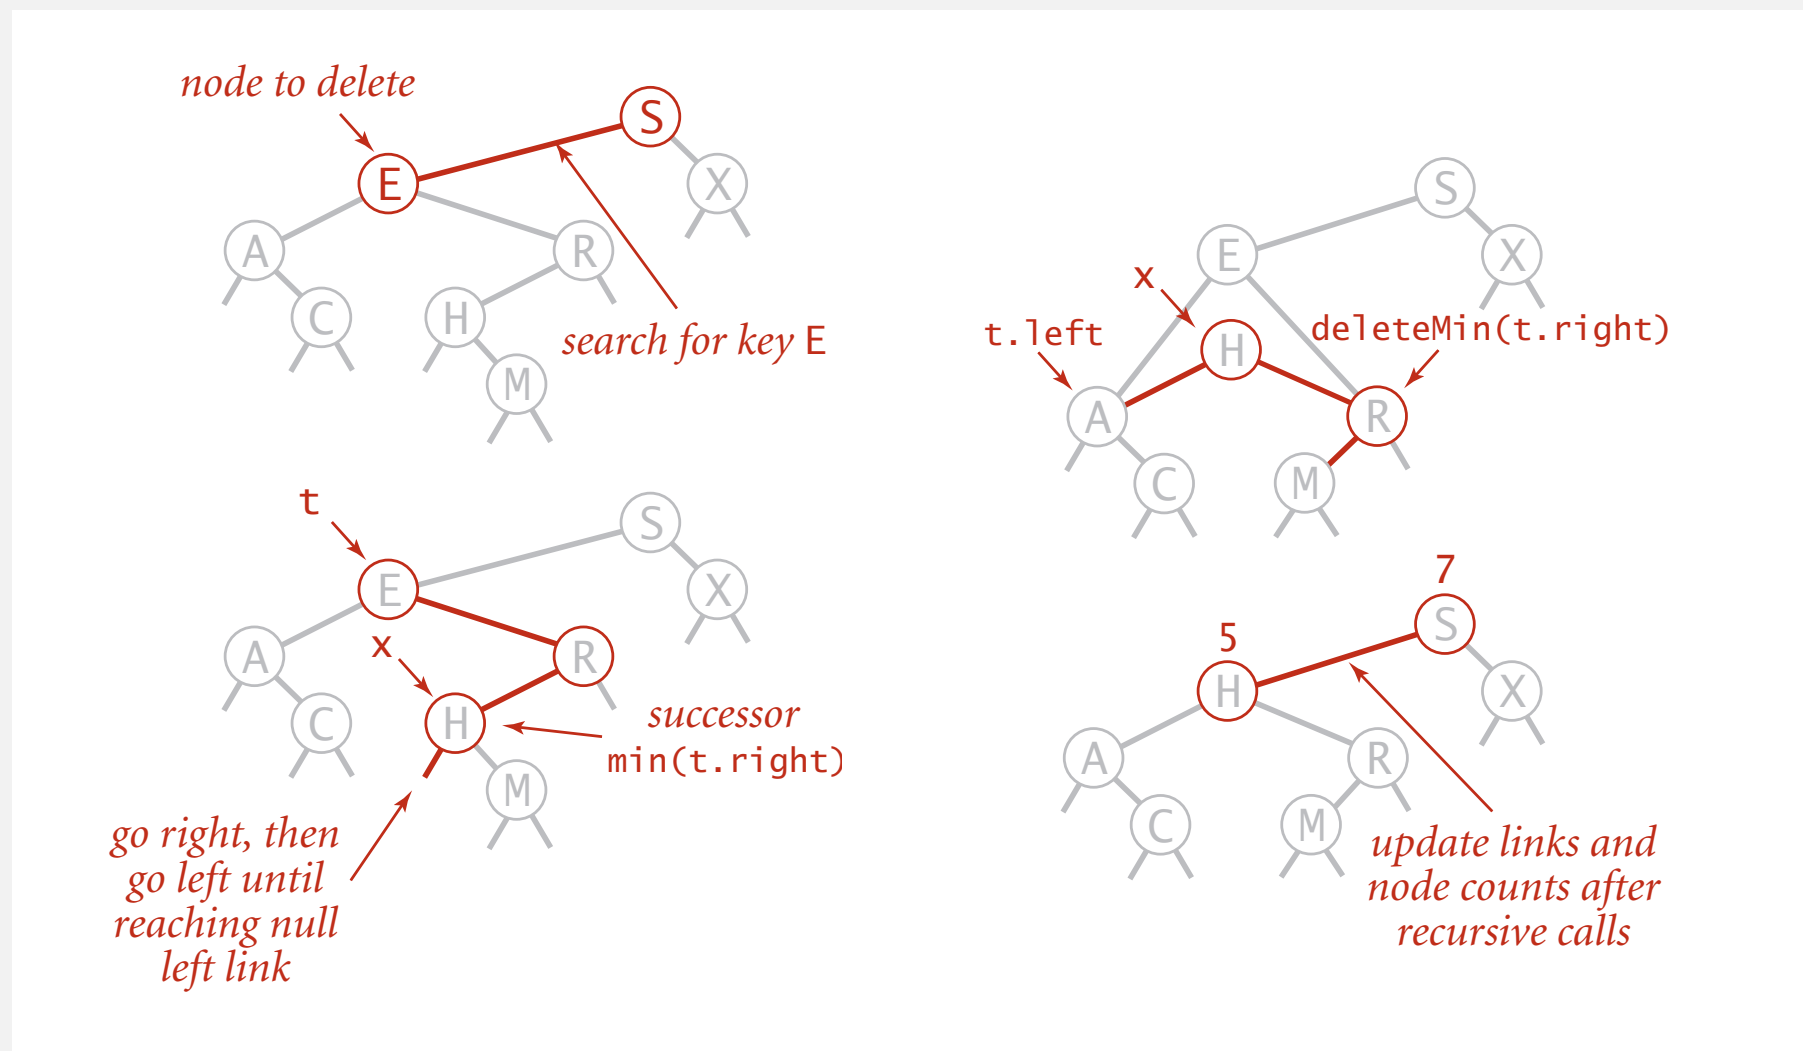 node to delete
S
E
X
A
R
C
H
search for key E
M
t
S
E
X
x
A
R
C
H
successor
min(t.right)
M
go right, then
go left until
reaching null
left link
S
E
X
x
t.left
deleteMin(t.right)
H
A
R
C
M
7
S
5
H
X
A
R
C
M
update links and
node counts after
recursive calls